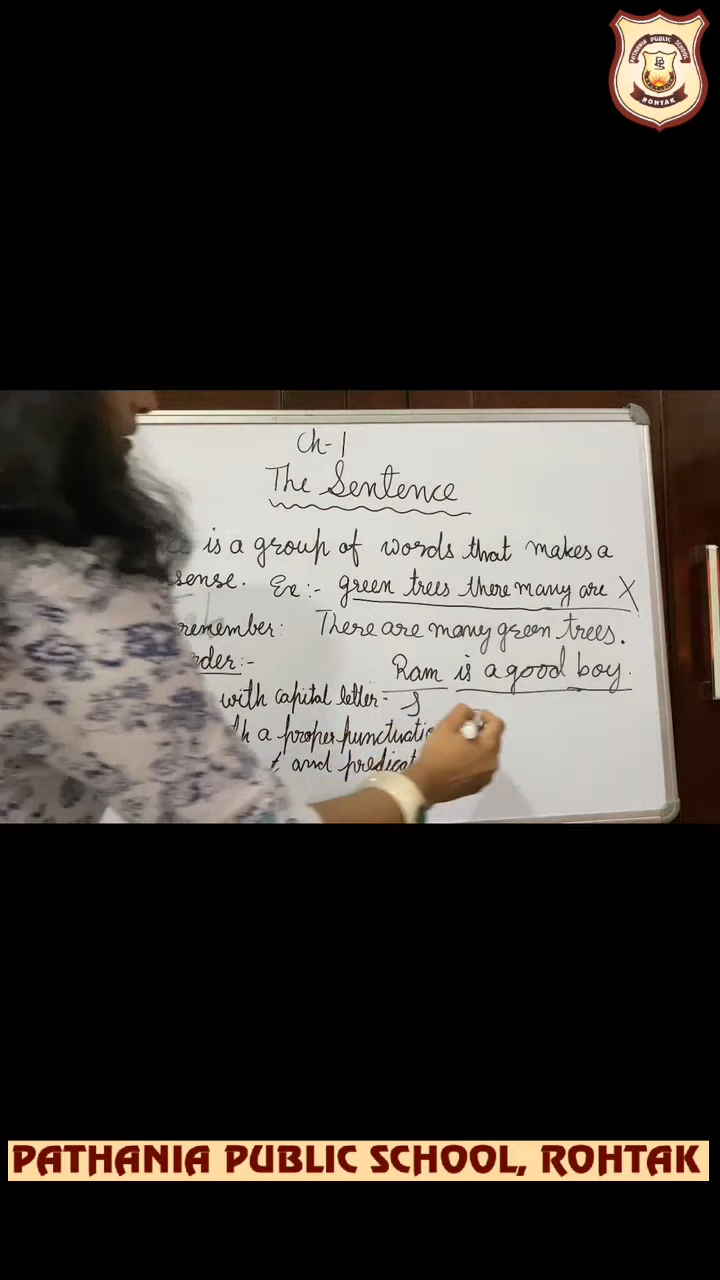 PATHANIA PUBLIC SCHOOL
ROHTAK
Ch-1
The Sentence
is a group of words that makes a
sense. Ex:- green trees there many are X
remember: There are many green trees.
rder:- Ram is a good boy.
with capital letter- S
h a proper punctuatio
t and predicat
PATHANIA PUBLIC SCHOOL, ROHTAK